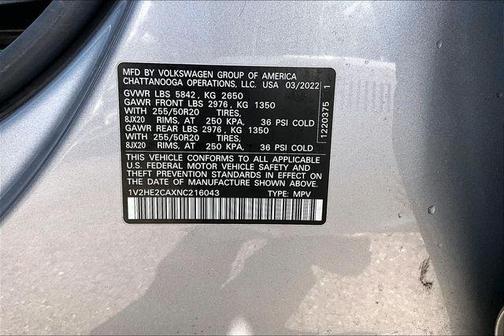 MFD BY VOLKSWAGEN GROUP OF AMERICA
CHATTANOOGA OPERATIONS, LLC. USA 03/2022
GVWR LBS 5842, KG 2650
GAWR FRONT LBS 2976, KG 1350
WITH 255/50R20 TIRES,
8JX20 RIMS, AT 250 KPA, 36 PSI COLD
GAWR REAR LBS 2976, KG 1350
WITH 255/50R20 TIRES,
8JX20 RIMS, AT 250 KPA, 36 PSI COLD
THIS VEHICLE CONFORMS TO ALL APPLICABLE
U.S. FEDERAL MOTOR VEHICLE SAFETY AND
THEFT PREVENTION STANDARDS IN EFFECT
ON THE DATE OF MANUFACTURE SHOWN ABOVE.
1V2HE2CAXNC216043 TYPE: MPV
1220375 1